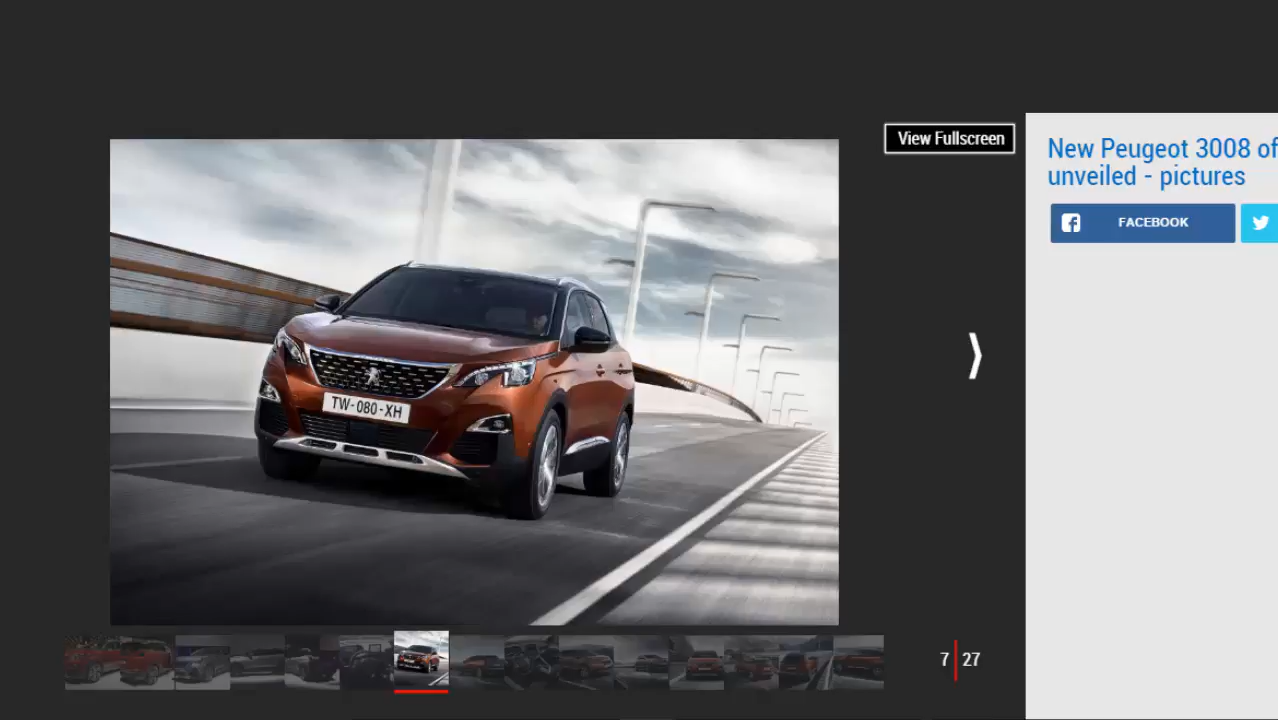 View Fullscreen
New Peugeot 3008 of
unveiled - pictures
FACEBOOK
TW-080-XH
7 27